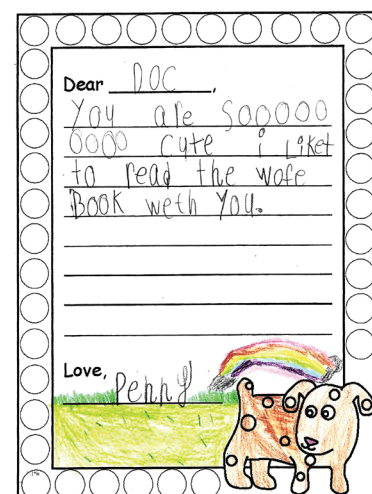 Dear DOC,
You are Sooooo
oooo cute i Liket
to read the wofe
BOOK weth You.
Love,
Penny